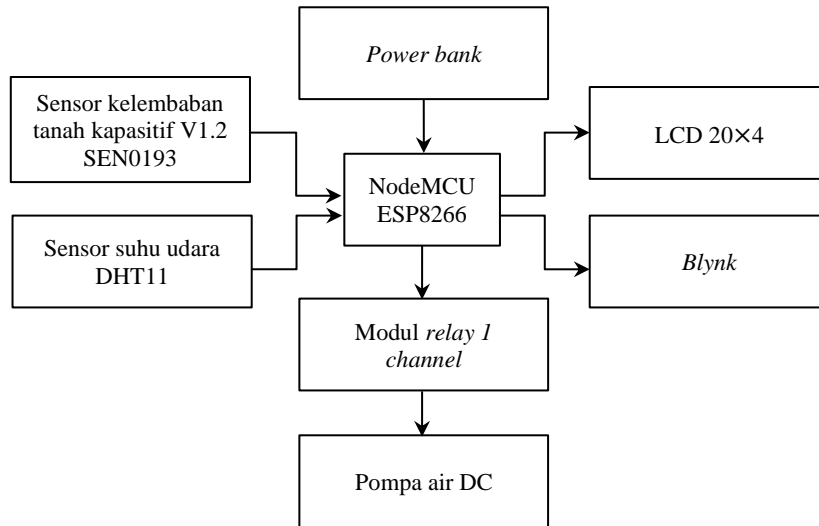 Power bank
Sensor kelembaban
tanah kapasitif V1.2
SEN0193
LCD 20×4
NodeMCU
ESP8266
Sensor suhu udara
DHT11
Blynk
Modul relay 1
channel
Pompa air DC